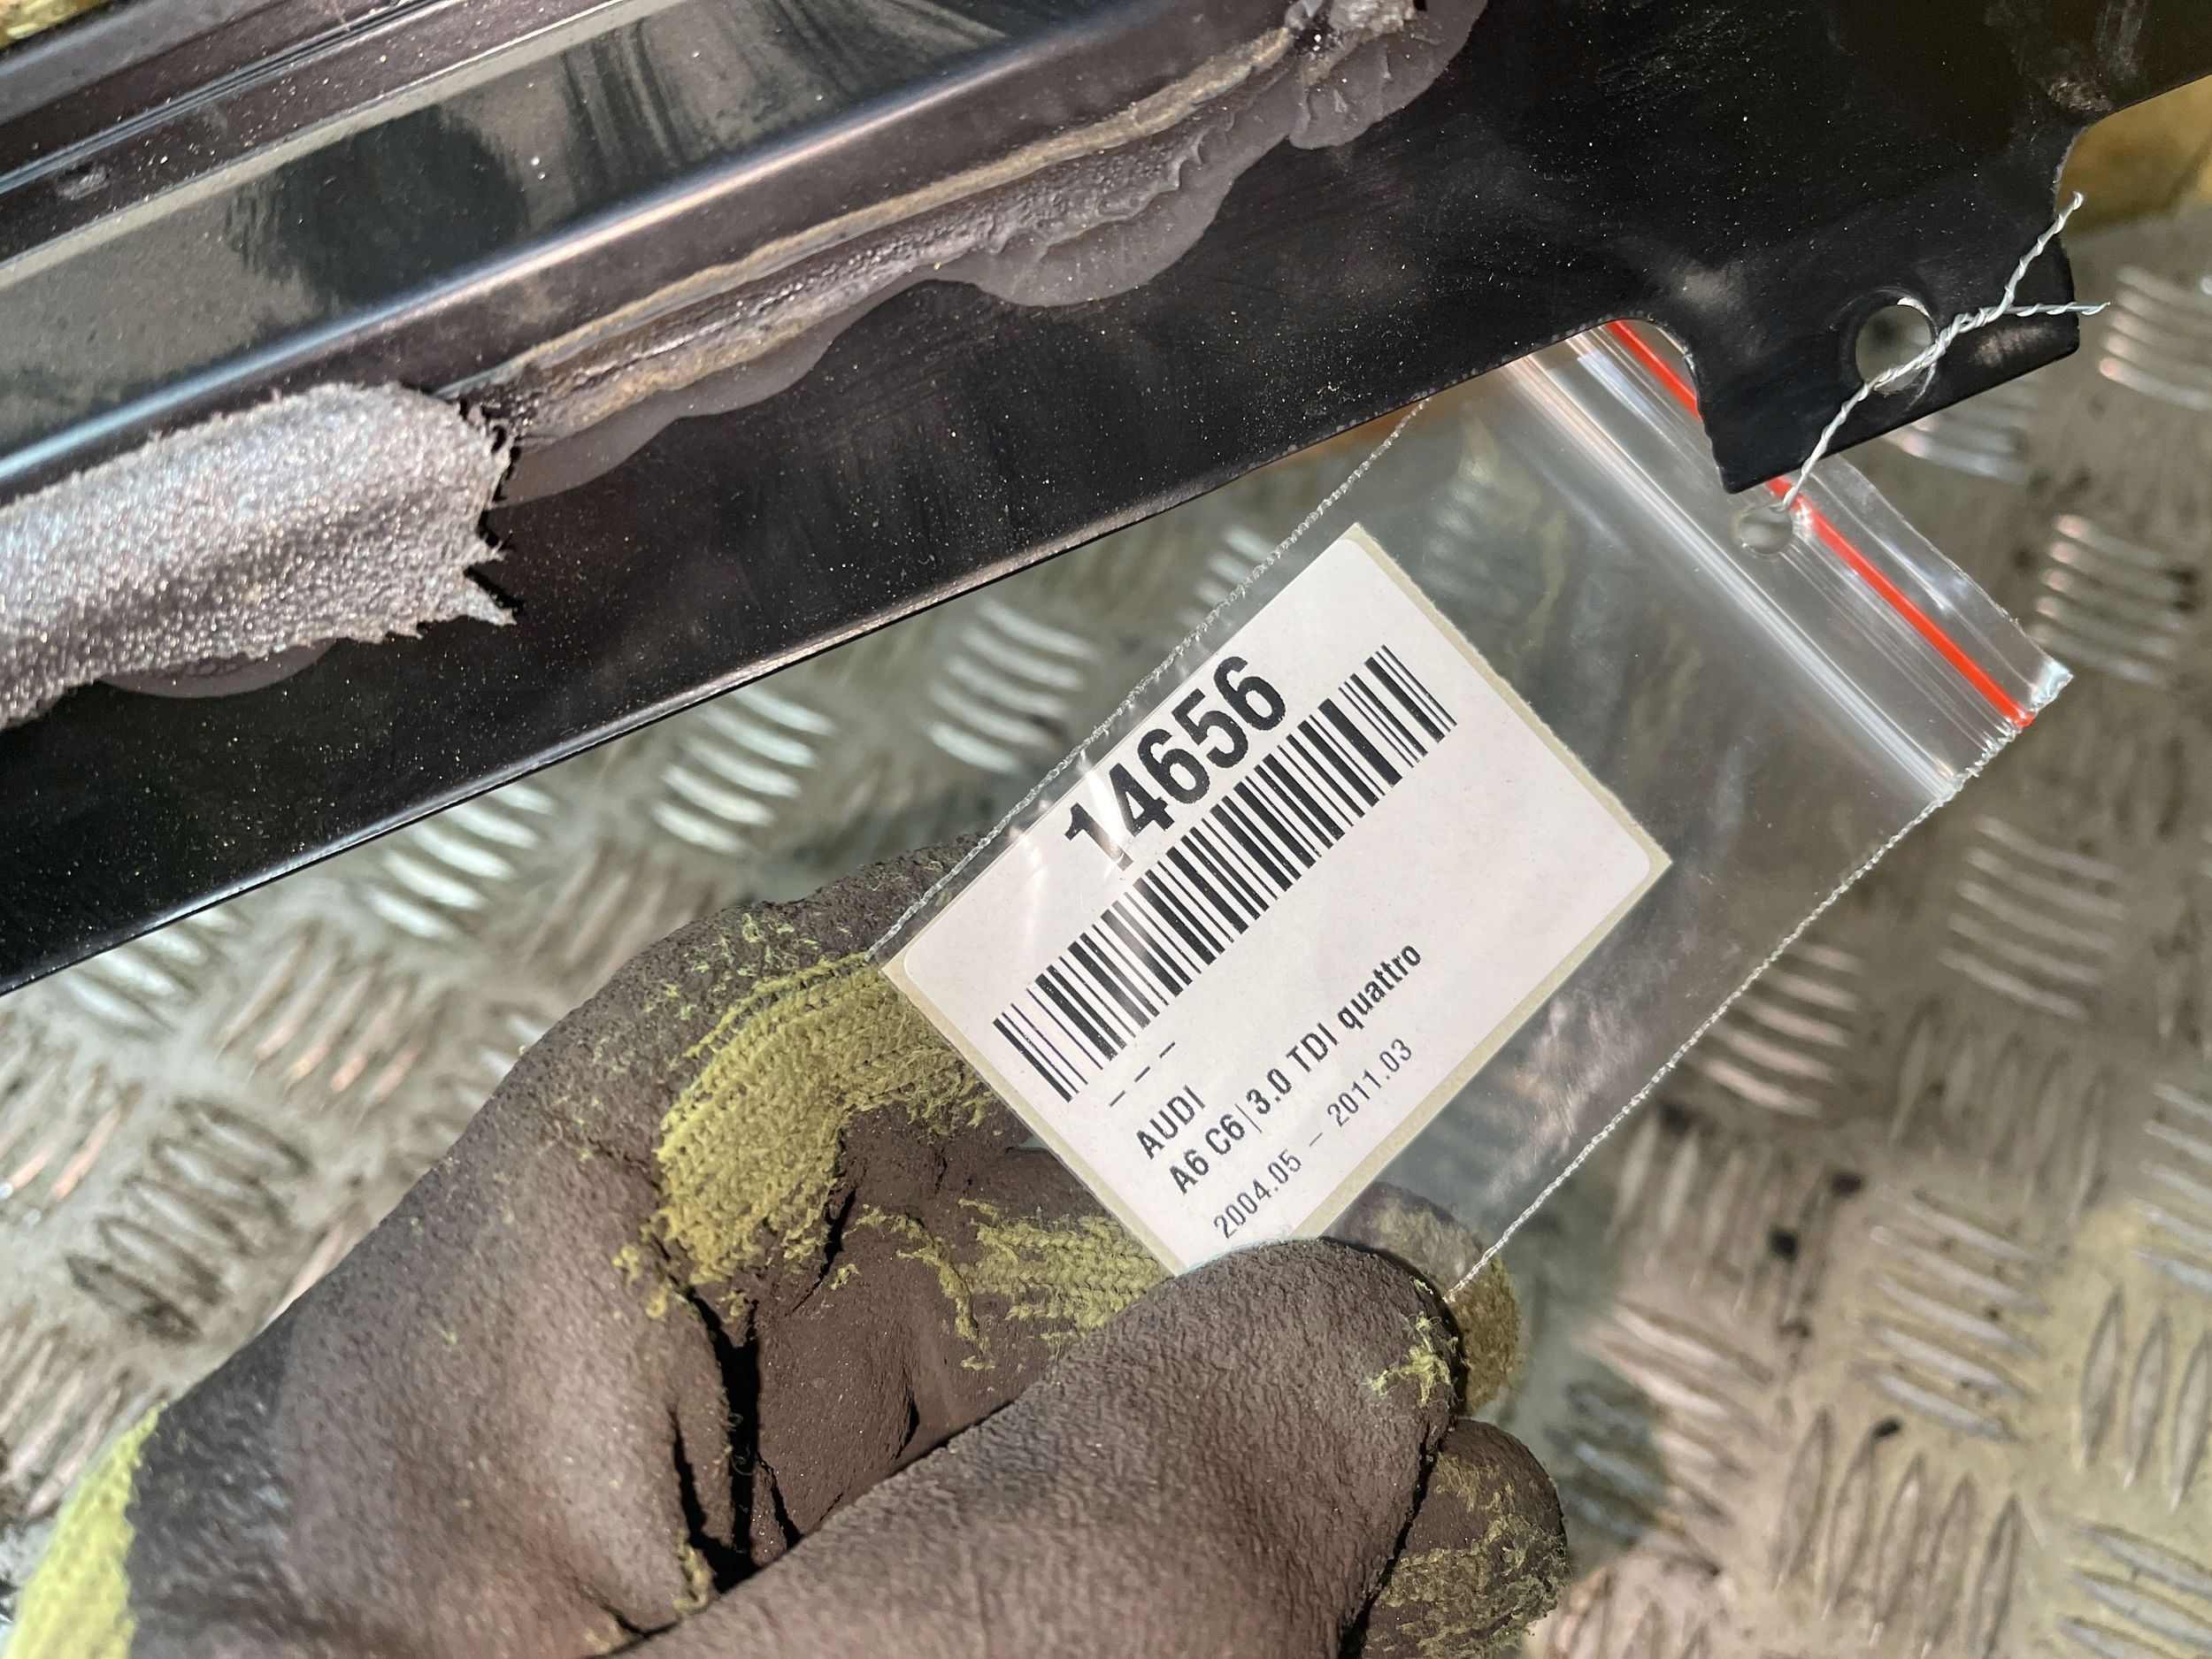 14656
– – –
AUDI
A6 C6 | 3.0 TDI quattro
2004.05 – 2011.03